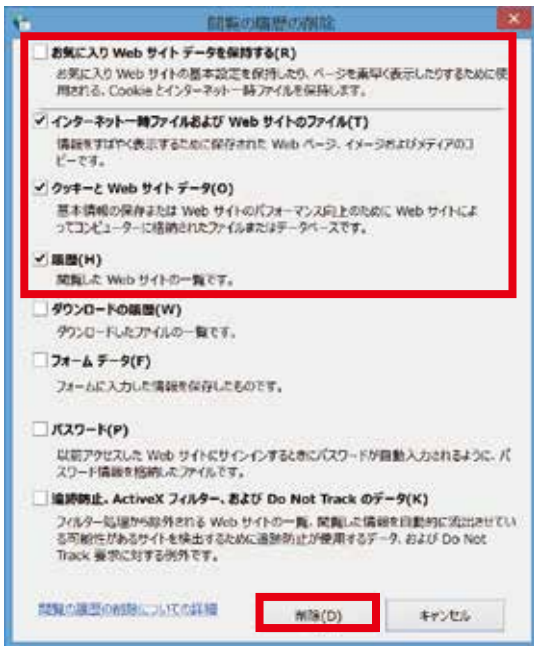 閲覧の履歴の削除
お気に入り Web サイト データを保持する(R)
お気に入り Web サイトの基本設定を保持したり、ページを素早く表示したりするために使
用される、Cookie とインターネット一時ファイルを保持します。
インターネット一時ファイルおよび Web サイトのファイル(T)
情報をすばやく表示するために保存された Web ページ、イメージおよびメディアのコ
ピーです。
クッキーと Web サイト データ(O)
基本情報の保存または Web サイトのパフォーマンス向上のために Web サイトによ
ってコンピューターに格納されたファイルまたはデータベースです。
履歴(H)
閲覧した Web サイトの一覧です。
ダウンロードの履歴(W)
ダウンロードしたファイルの一覧です。
フォーム データ(F)
フォームに入力した情報を保存したものです。
パスワード(P)
以前アクセスした Web サイトにサインインするときにパスワードが自動入力されるように、パ
スワード情報を格納したファイルです。
追跡防止、ActiveX フィルター、および Do Not Track のデータ(K)
フィルター処理から除外される Web サイトの一覧、閲覧した情報を自動的に流出させてい
る可能性があるサイトを検出するために追跡防止が使用するデータ、および Do Not
Track 要求に対する例外です。
閲覧の履歴の削除についての詳細
削除(D)
キャンセル